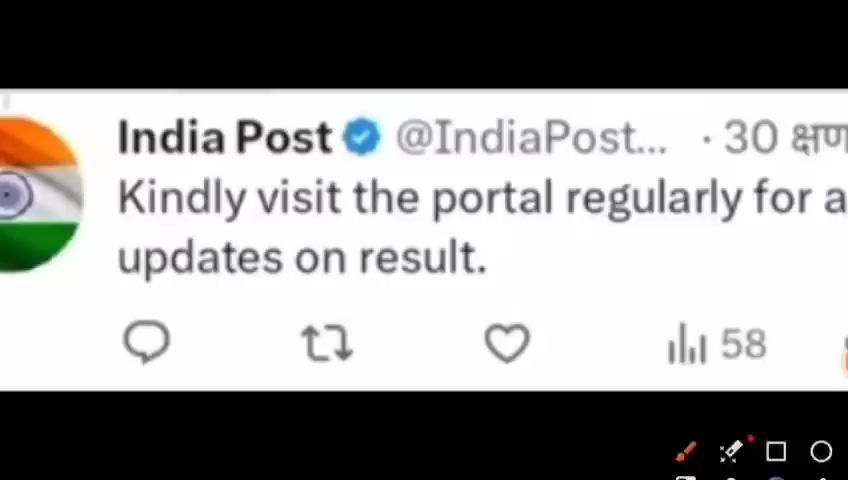 India Post @IndiaPost... · 30 क्षण
Kindly visit the portal regularly for a
updates on result.
58